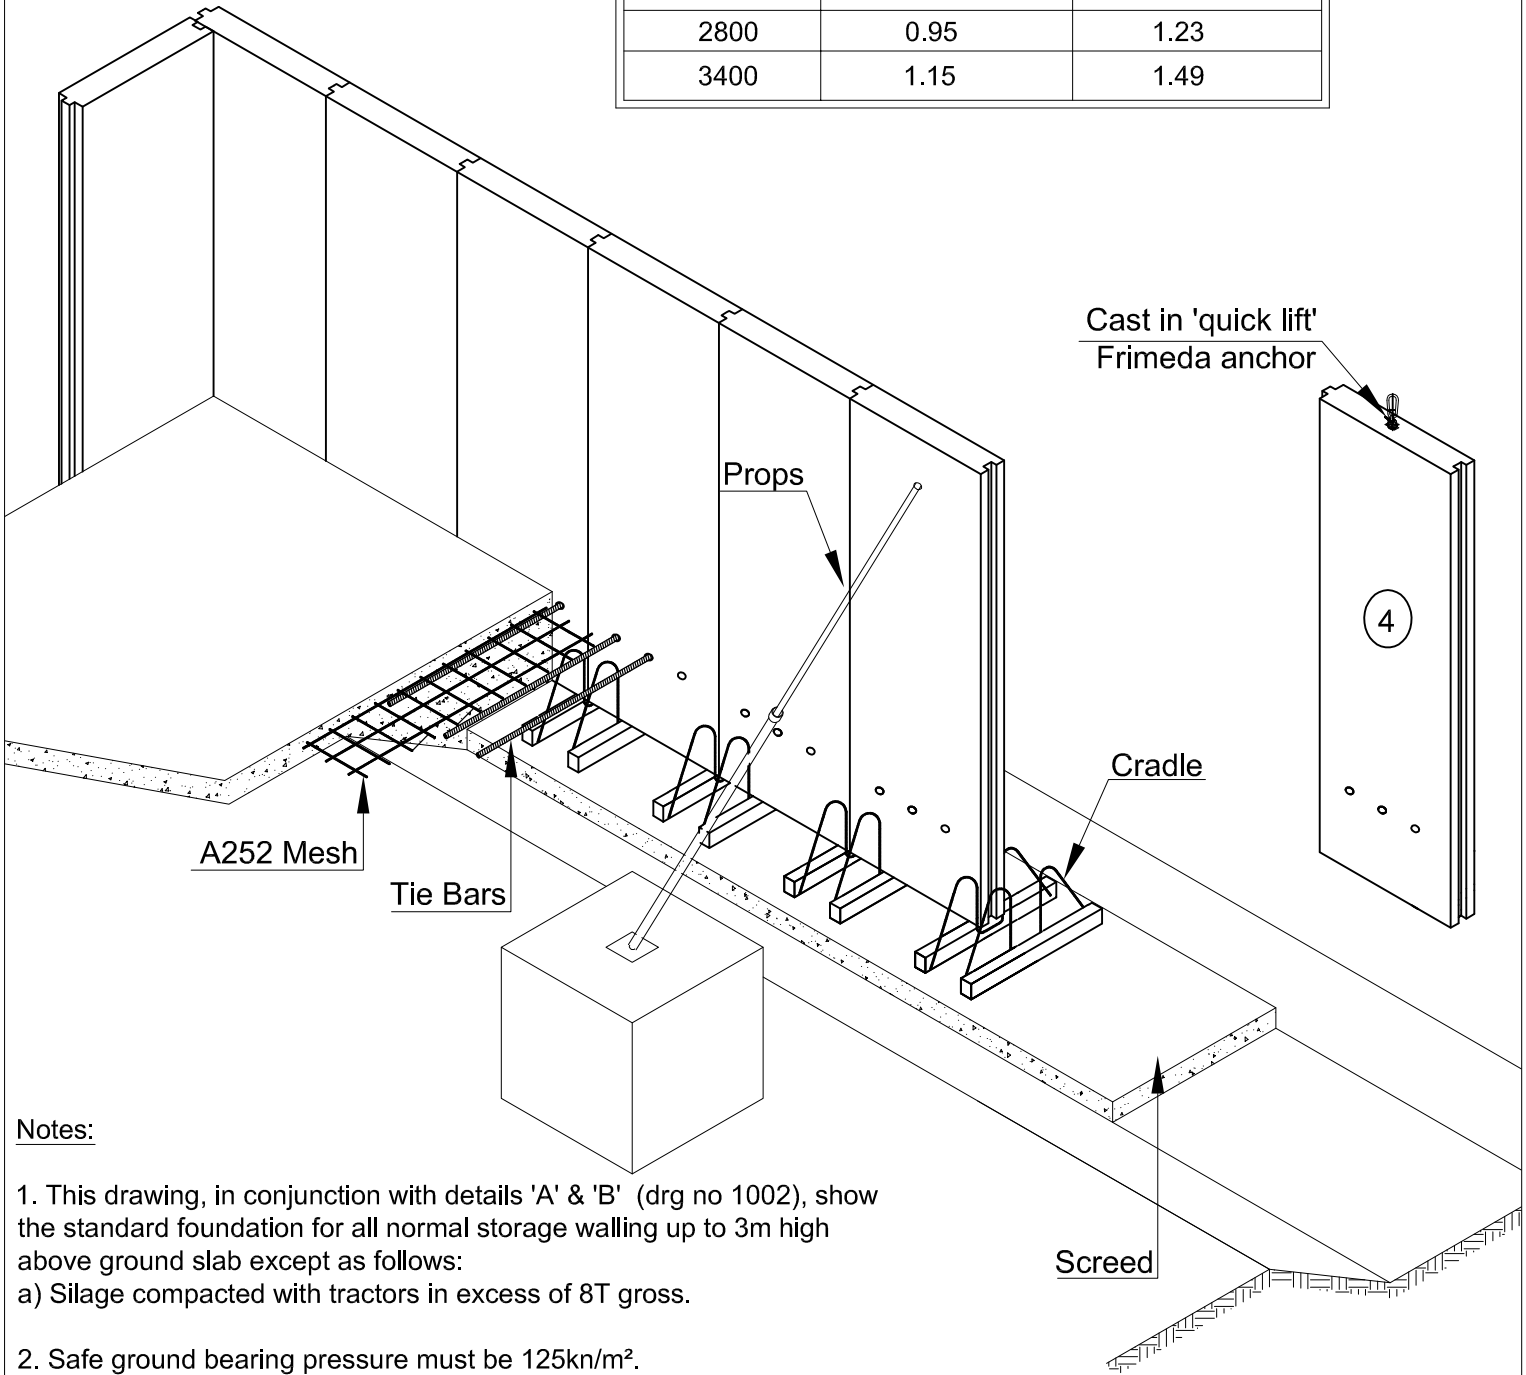 2800 0.95 1.23
3400 1.15 1.49
Cast in 'quick lift'
Frimeda anchor
Props
4
Cradle
A252 Mesh
Tie Bars
Screed
Notes:
1. This drawing, in conjunction with details 'A' & 'B' (drg no 1002), show
the standard foundation for all normal storage walling up to 3m high
above ground slab except as follows:
a) Silage compacted with tractors in excess of 8T gross.
2. Safe ground bearing pressure must be 125kn/m².